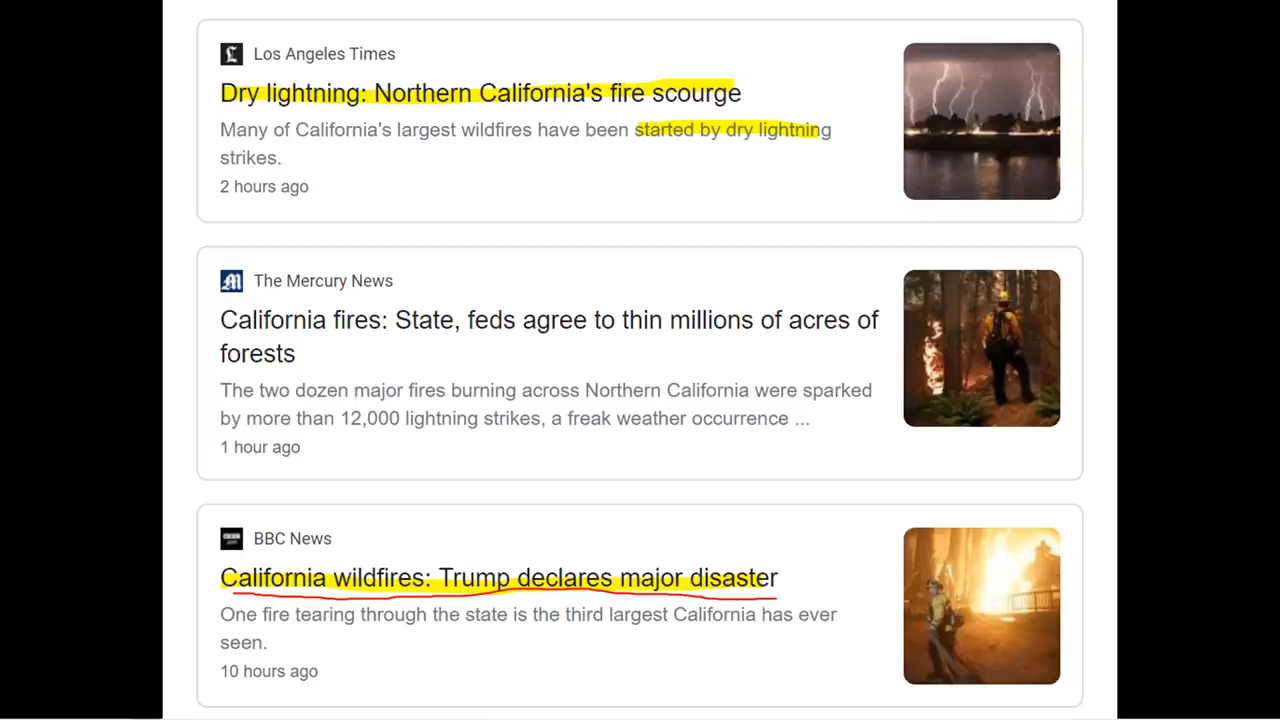 Los Angeles Times
Dry lightning: Northern California's fire scourge
Many of California's largest wildfires have been started by dry lightning
strikes.
2 hours ago
The Mercury News
California fires: State, feds agree to thin millions of acres of
forests
The two dozen major fires burning across Northern California were sparked
by more than 12,000 lightning strikes, a freak weather occurrence ...
1 hour ago
BBC News
California wildfires: Trump declares major disaster
One fire tearing through the state is the third largest California has ever
seen.
10 hours ago